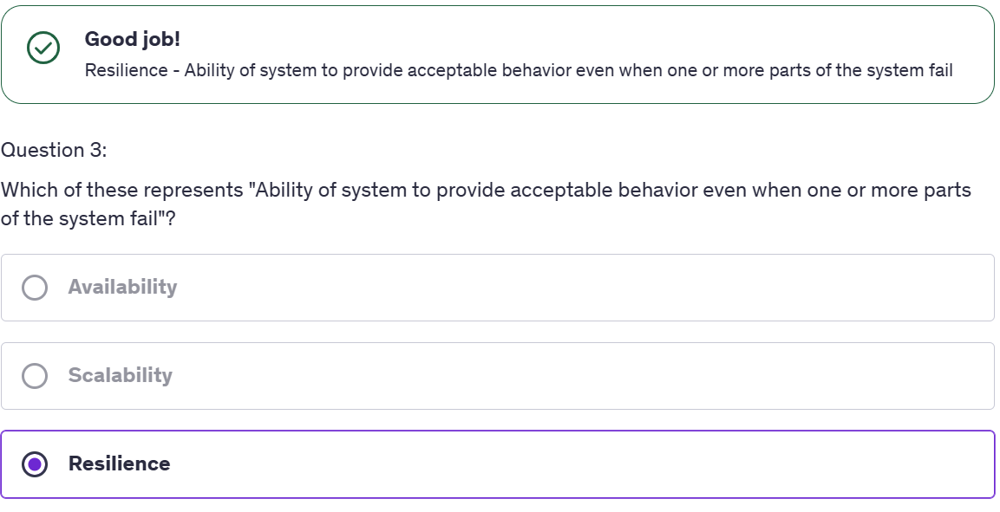 Good job!
Resilience - Ability of system to provide acceptable behavior even when one or more parts of the system fail
Question 3:
Which of these represents "Ability of system to provide acceptable behavior even when one or more parts
of the system fail"?
Availability
Scalability
Resilience